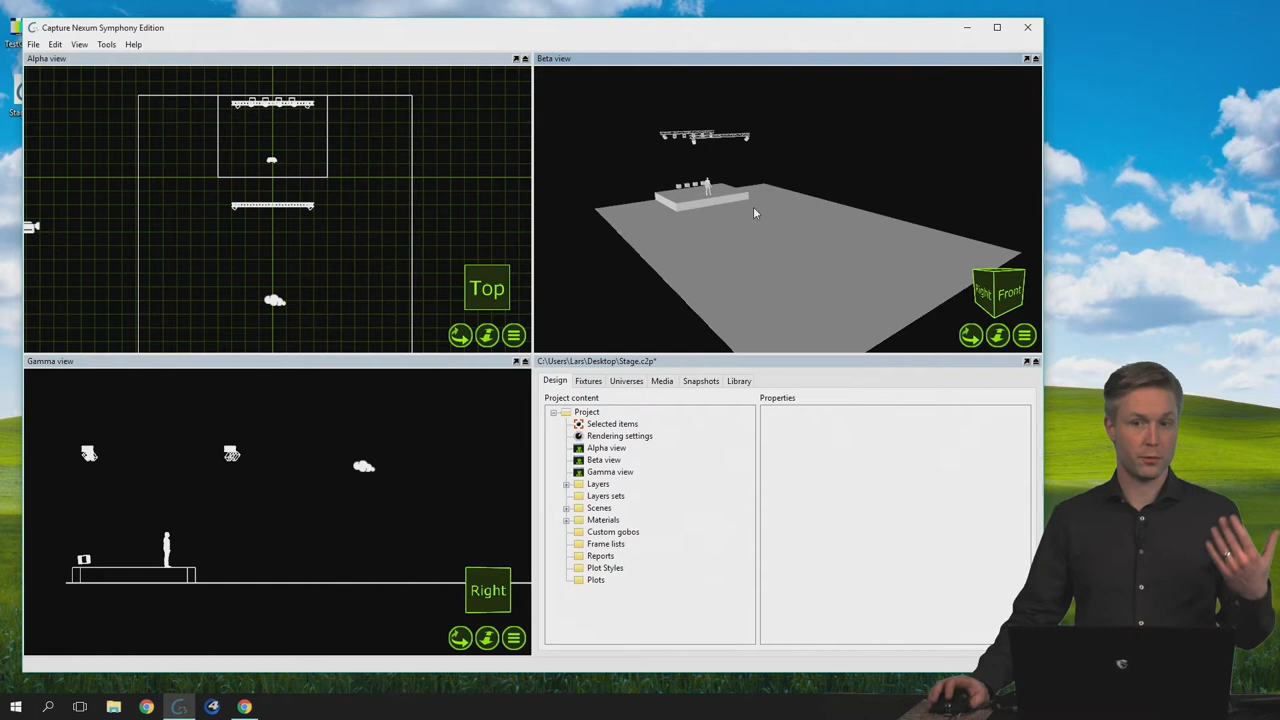 Capture Nexum Symphony Edition
File Edit View Tools Help
Alpha view
Top
Beta view
Right Front
Gamma view
Right
C:\Users\Lars\Desktop\Stage.c2p*
Design Fixtures Universes Media Snapshots Library
Project content
Properties
Project
Selected items
Rendering settings
Alpha view
Beta view
Gamma view
Layers
Layers sets
Scenes
Materials
Custom gobos
Frame lists
Reports
Plot Styles
Plots